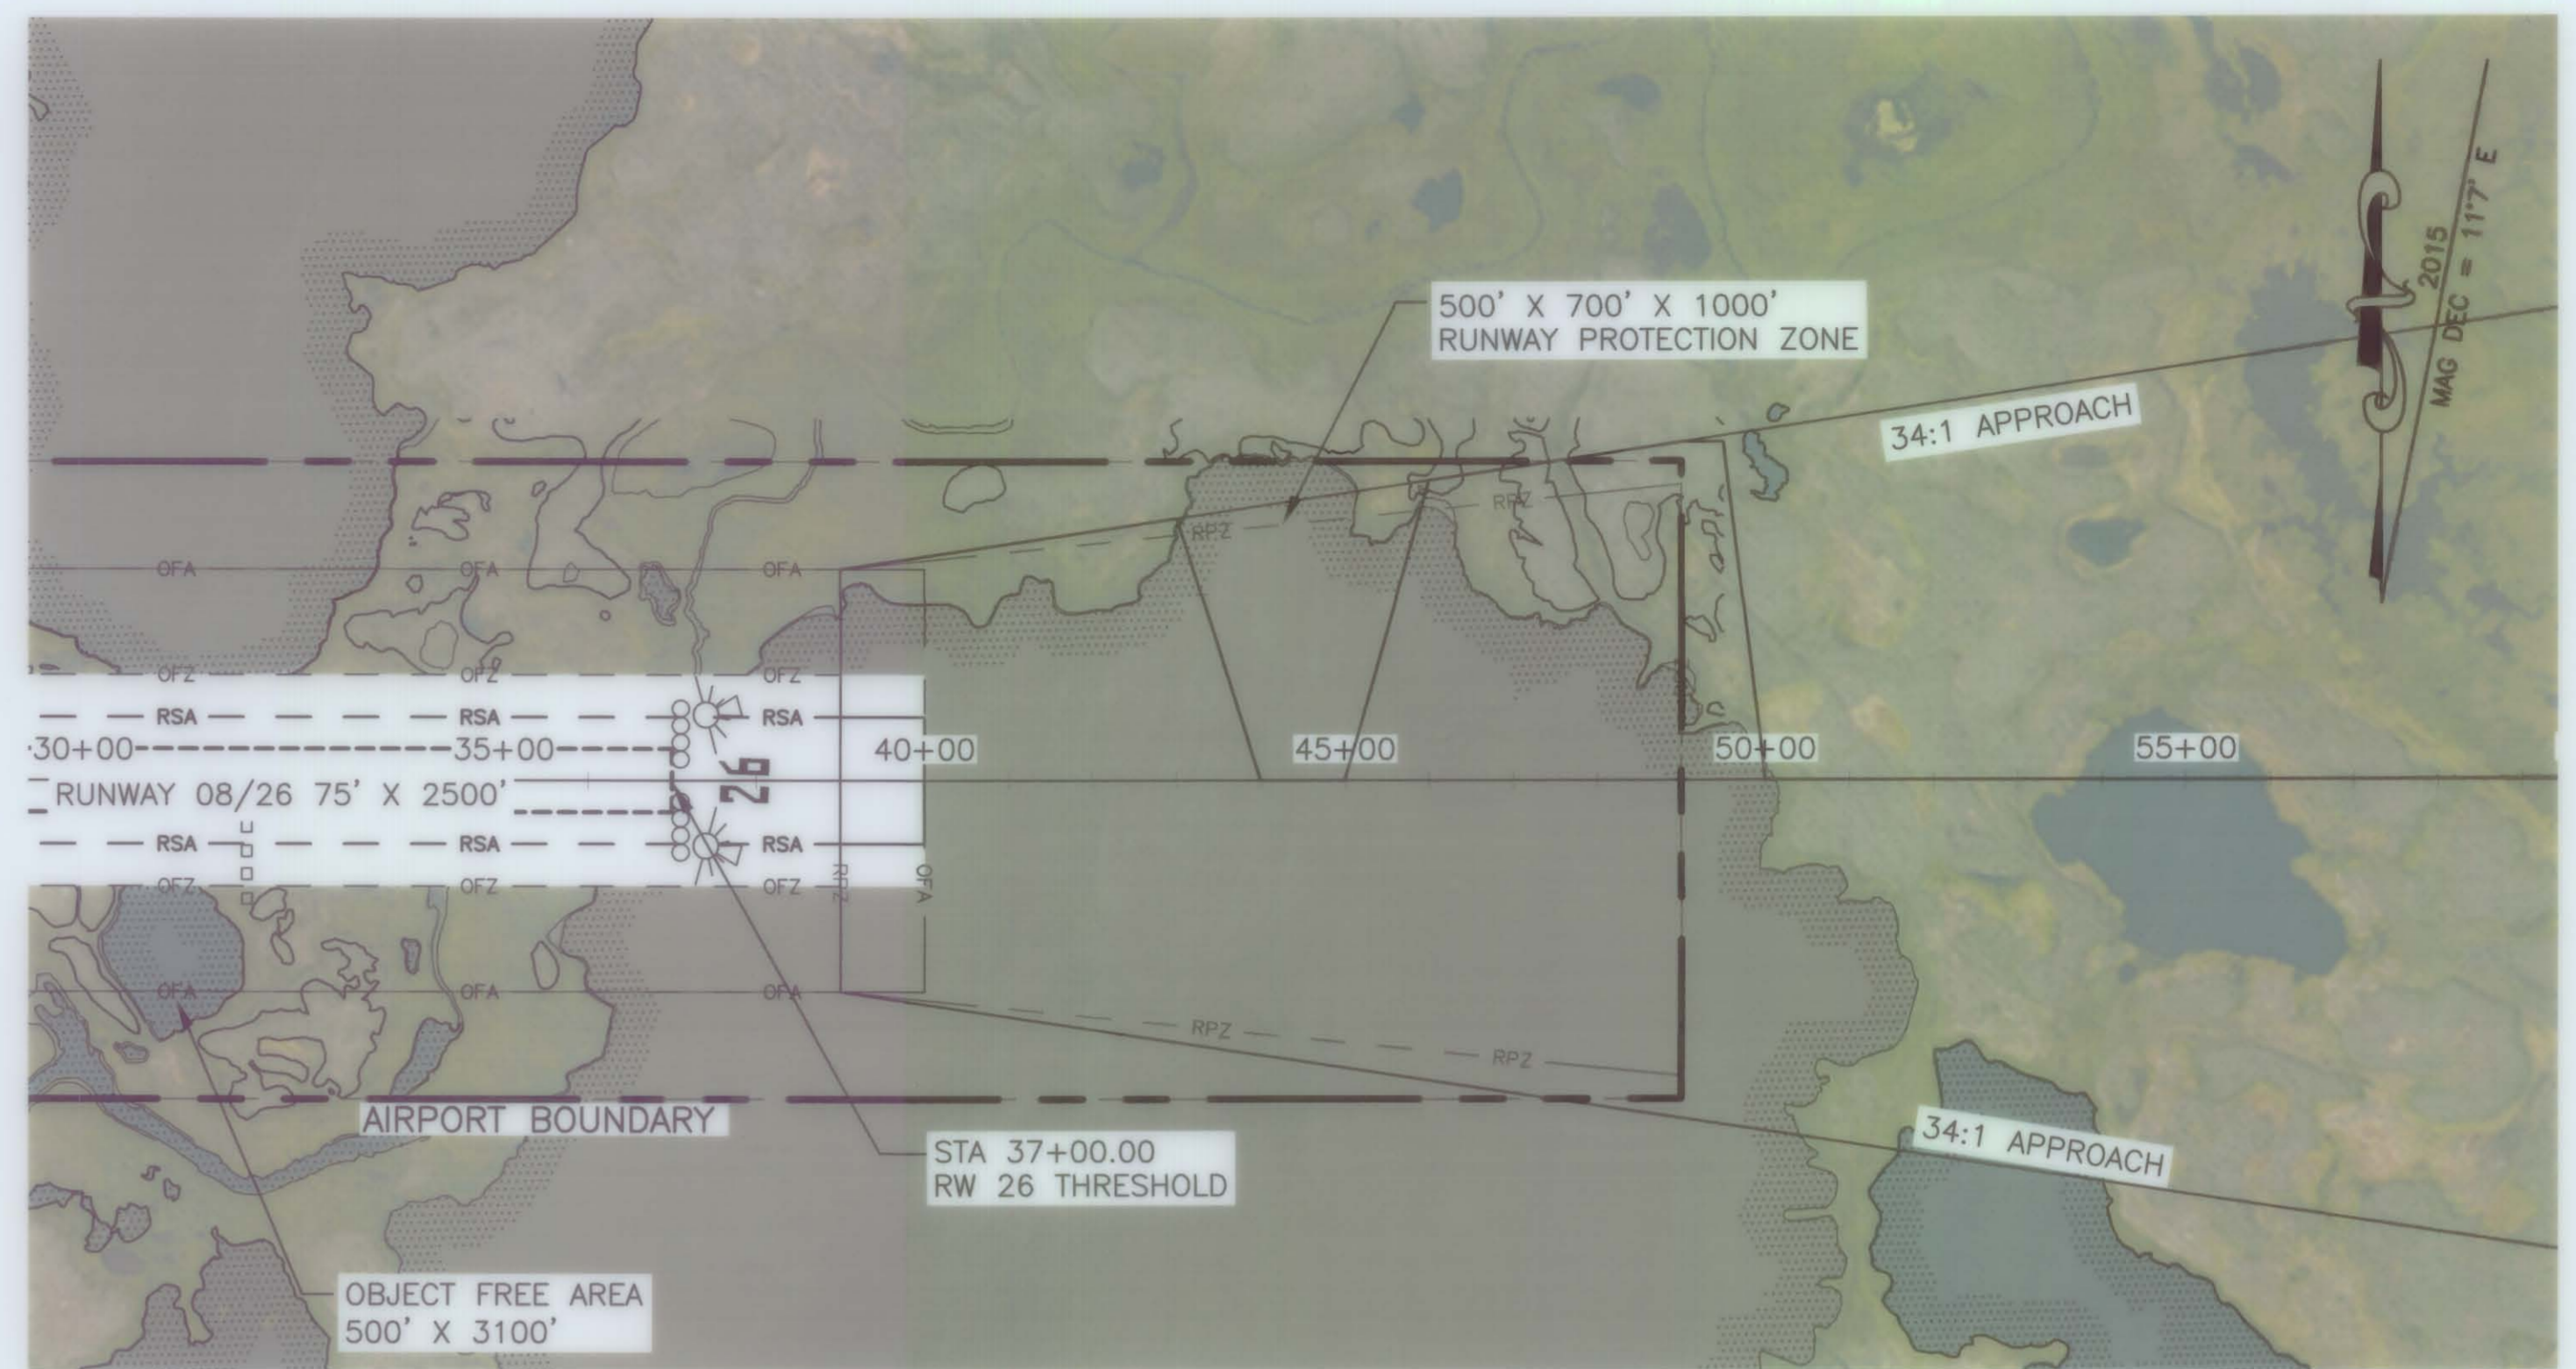 2015
MAG DEC = 11°7' E
500' X 700' X 1000'
RUNWAY PROTECTION ZONE
34:1 APPROACH
RPZ
RPZ
OFA
OFA
OFA
OFZ
OFZ
OFZ
RSA
RSA
RSA
30+00
35+00
40+00
45+00
50+00
55+00
26
RUNWAY 08/26 75' X 2500'
RSA
RSA
RSA
OFZ
OFZ
OFZ
RPZ
OFA
OFA
OFA
OFA
RPZ
RPZ
AIRPORT BOUNDARY
34:1 APPROACH
STA 37+00.00
RW 26 THRESHOLD
OBJECT FREE AREA
500' X 3100'